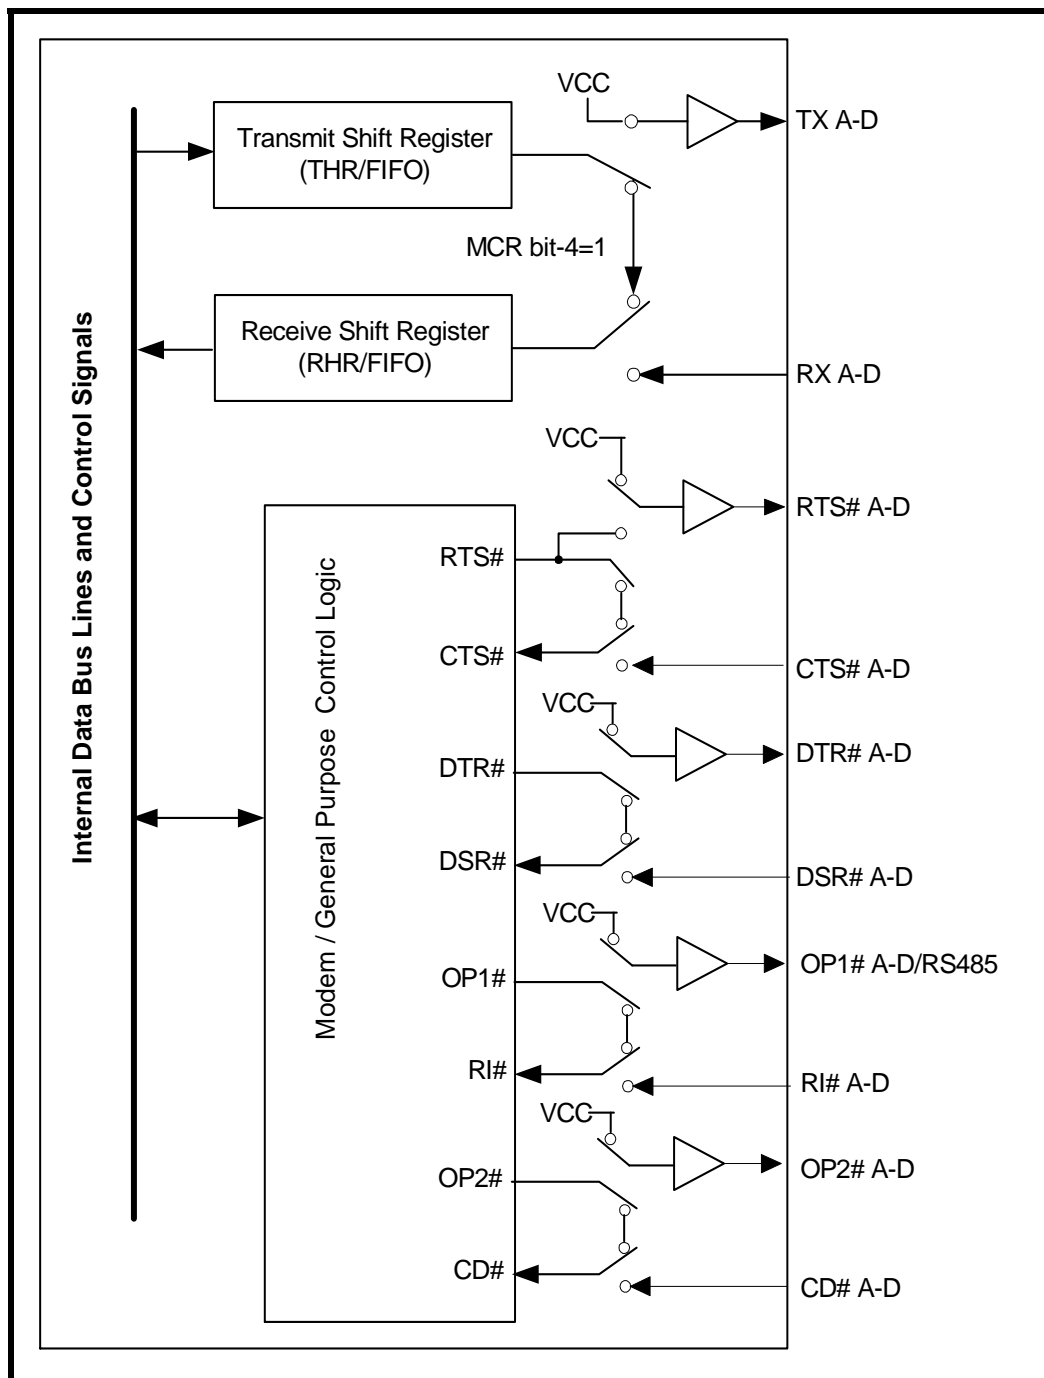 VCC
TX A-D
Transmit Shift Register
(THR/FIFO)
MCR bit-4=1
Receive Shift Register
(RHR/FIFO)
RX A-D
Internal Data Bus Lines and Control Signals
VCC
RTS# A-D
Modem / General Purpose Control Logic
RTS#
CTS#
CTS# A-D
VCC
DTR# A-D
DTR#
DSR#
DSR# A-D
VCC
OP1# A-D/RS485
OP1#
RI#
RI# A-D
VCC
OP2# A-D
OP2#
CD#
CD# A-D